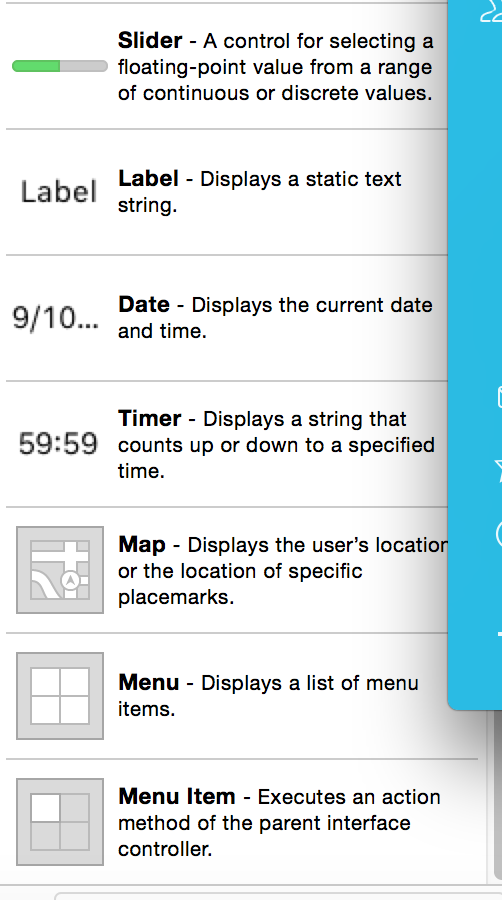 Slider - A control for selecting a
floating-point value from a range
of continuous or discrete values.
Label
Label - Displays a static text
string.
9/10...
Date - Displays the current date
and time.
59:59
Timer - Displays a string that
counts up or down to a specified
time.
Map - Displays the user’s location
or the location of specific
placemarks.
Menu - Displays a list of menu
items.
Menu Item - Executes an action
method of the parent interface
controller.